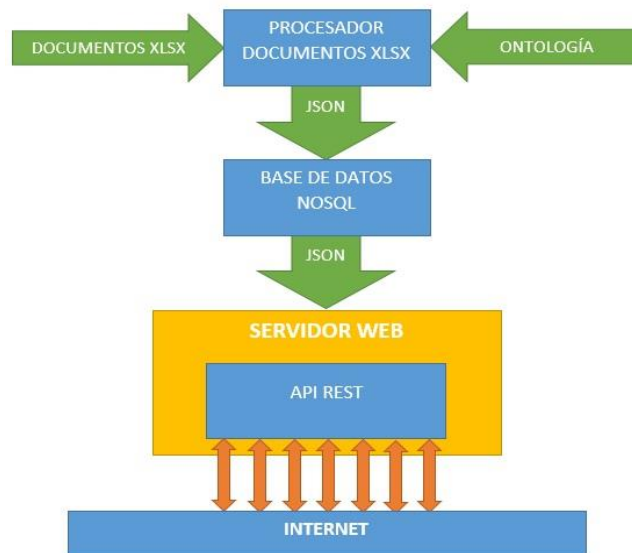 DOCUMENTOS XLSX
PROCESADOR
DOCUMENTOS XLSX
ONTOLOGÍA
JSON
BASE DE DATOS
NOSQL
JSON
SERVIDOR WEB
API REST
INTERNET